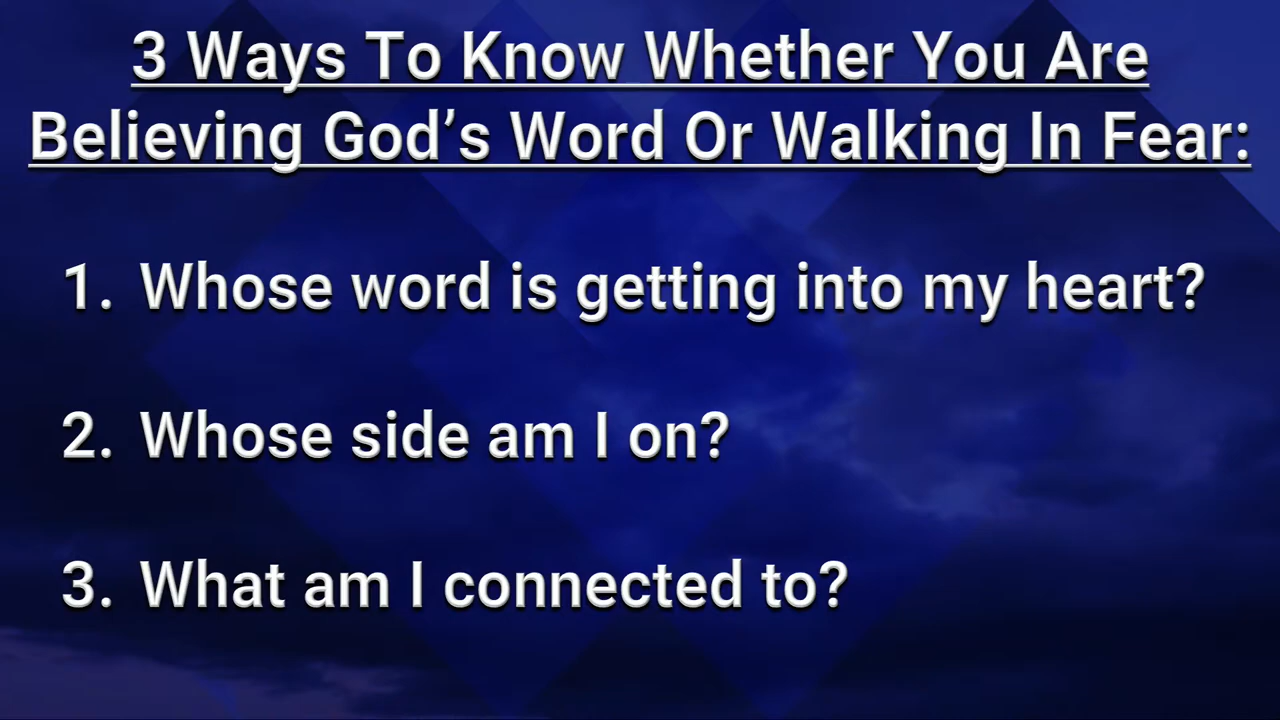 3 Ways To Know Whether You Are
Believing God’s Word Or Walking In Fear:
1. Whose word is getting into my heart?
2. Whose side am I on?
3. What am I connected to?